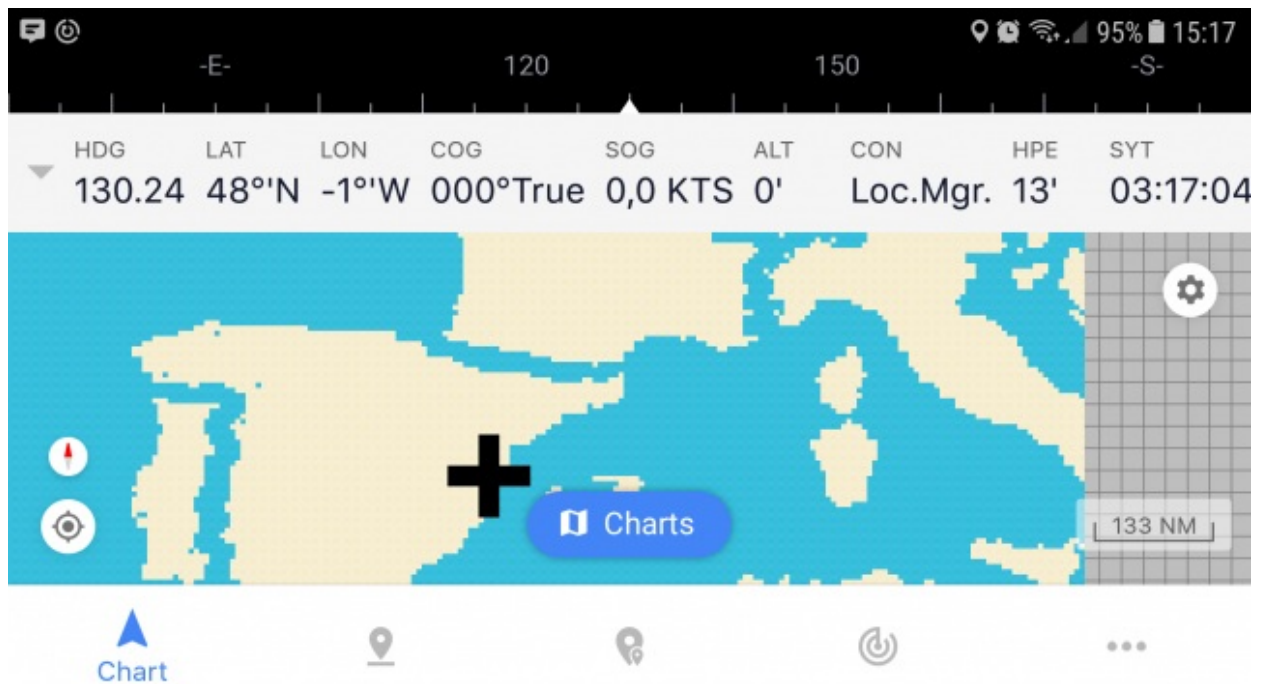 95% 15:17
-E- 120 150 -S-
HDG LAT LON COG SOG ALT CON HPE SYT
130.24 48°'N -1°'W 000°True 0,0 KTS 0' Loc.Mgr. 13' 03:17:04
Charts
133 NM
Chart